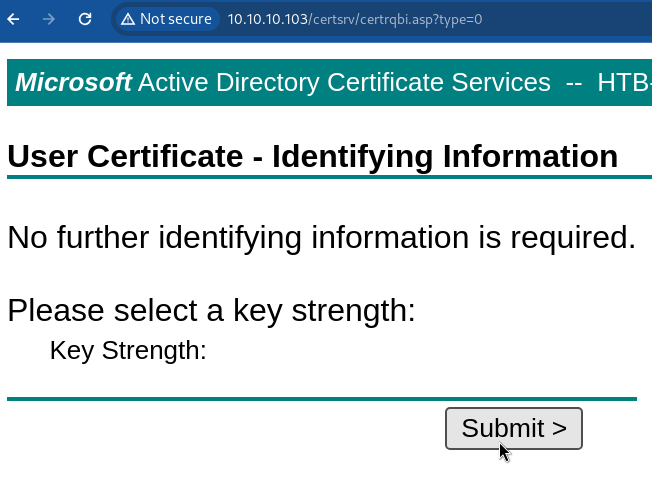 Not secure 10.10.10.103/certsrv/certrqbi.asp?type=0
Microsoft Active Directory Certificate Services -- HTB-
User Certificate - Identifying Information
No further identifying information is required.
Please select a key strength:
Key Strength:
Submit >